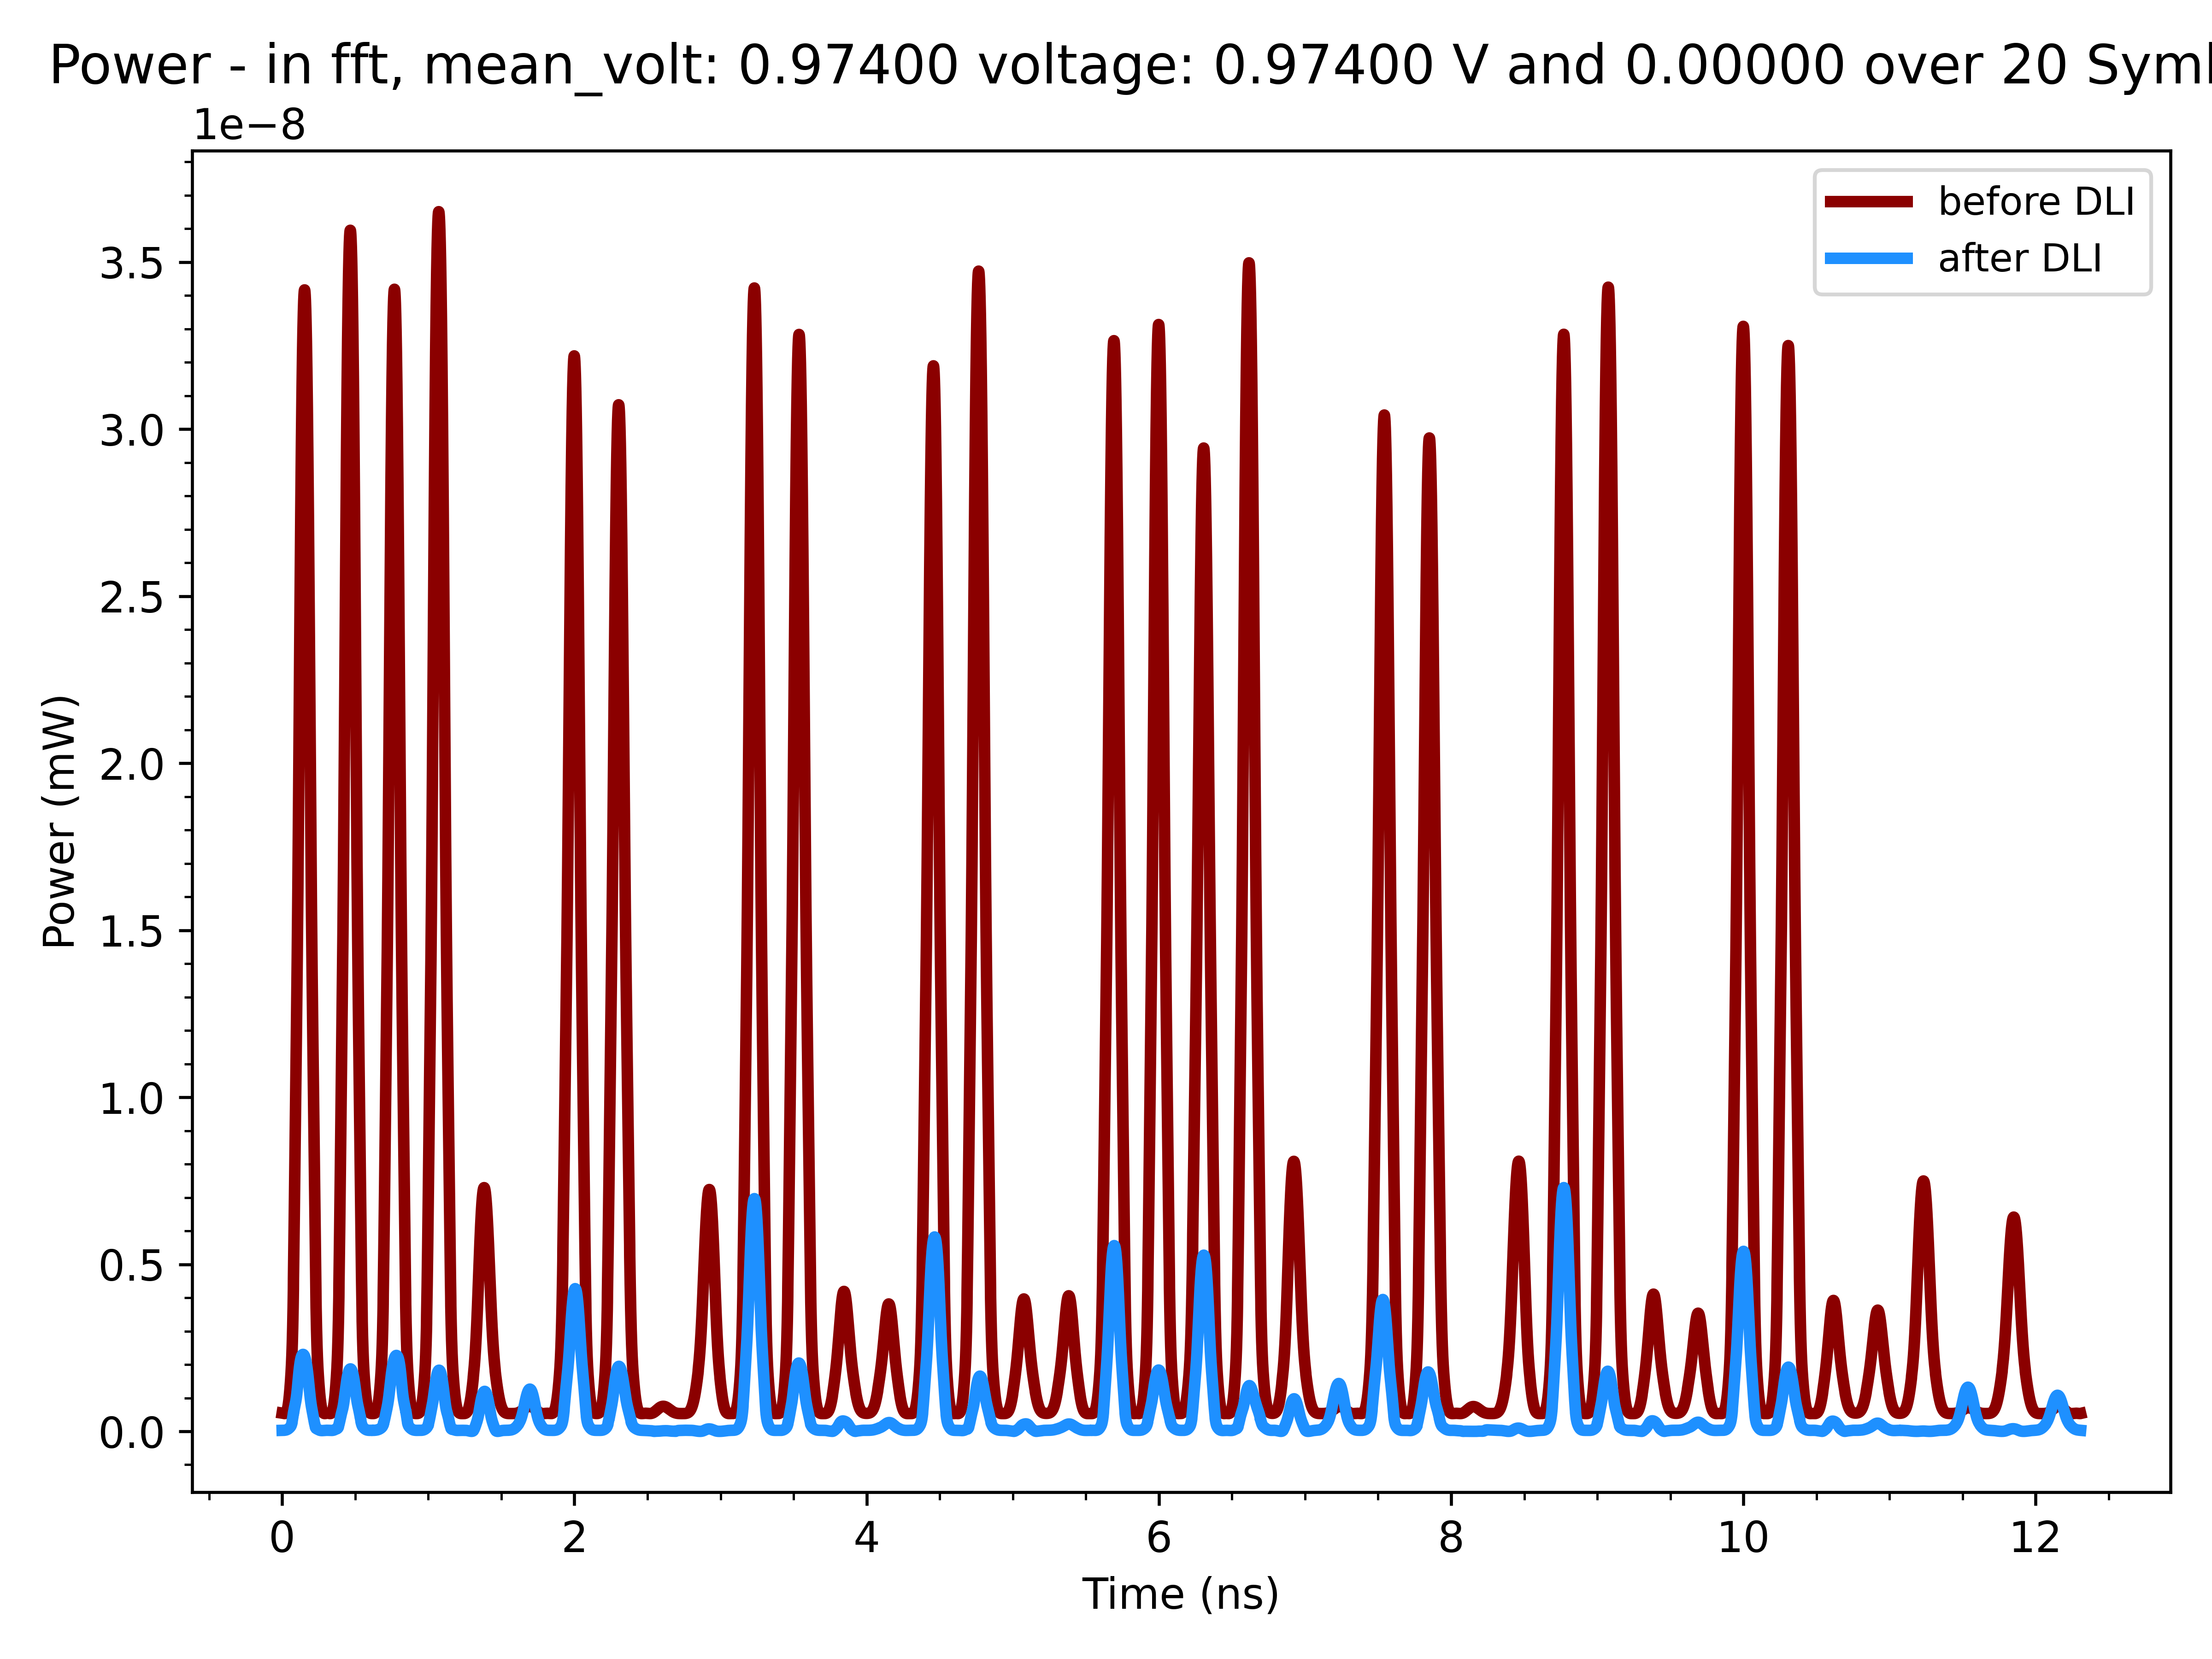 Power - in fft, mean_volt: 0.97400 voltage: 0.97400 V and 0.00000 over 20
1e−8
before DLI
after DLI
3.5
3.0
2.5
2.0
1.5
1.0
0.5
0.0
Power (mW)
0 2 4 6 8 10 12
Time (ns)